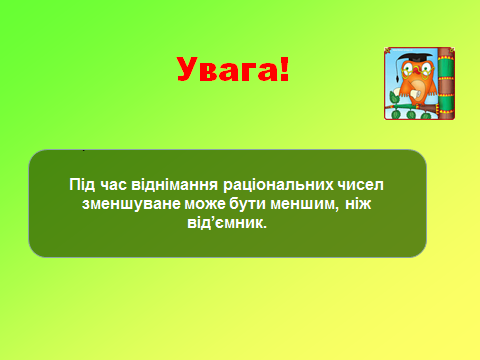 Увага!
Під час віднімання раціональних чисел
зменшуване може бути меншим, ніж
від’ємник.